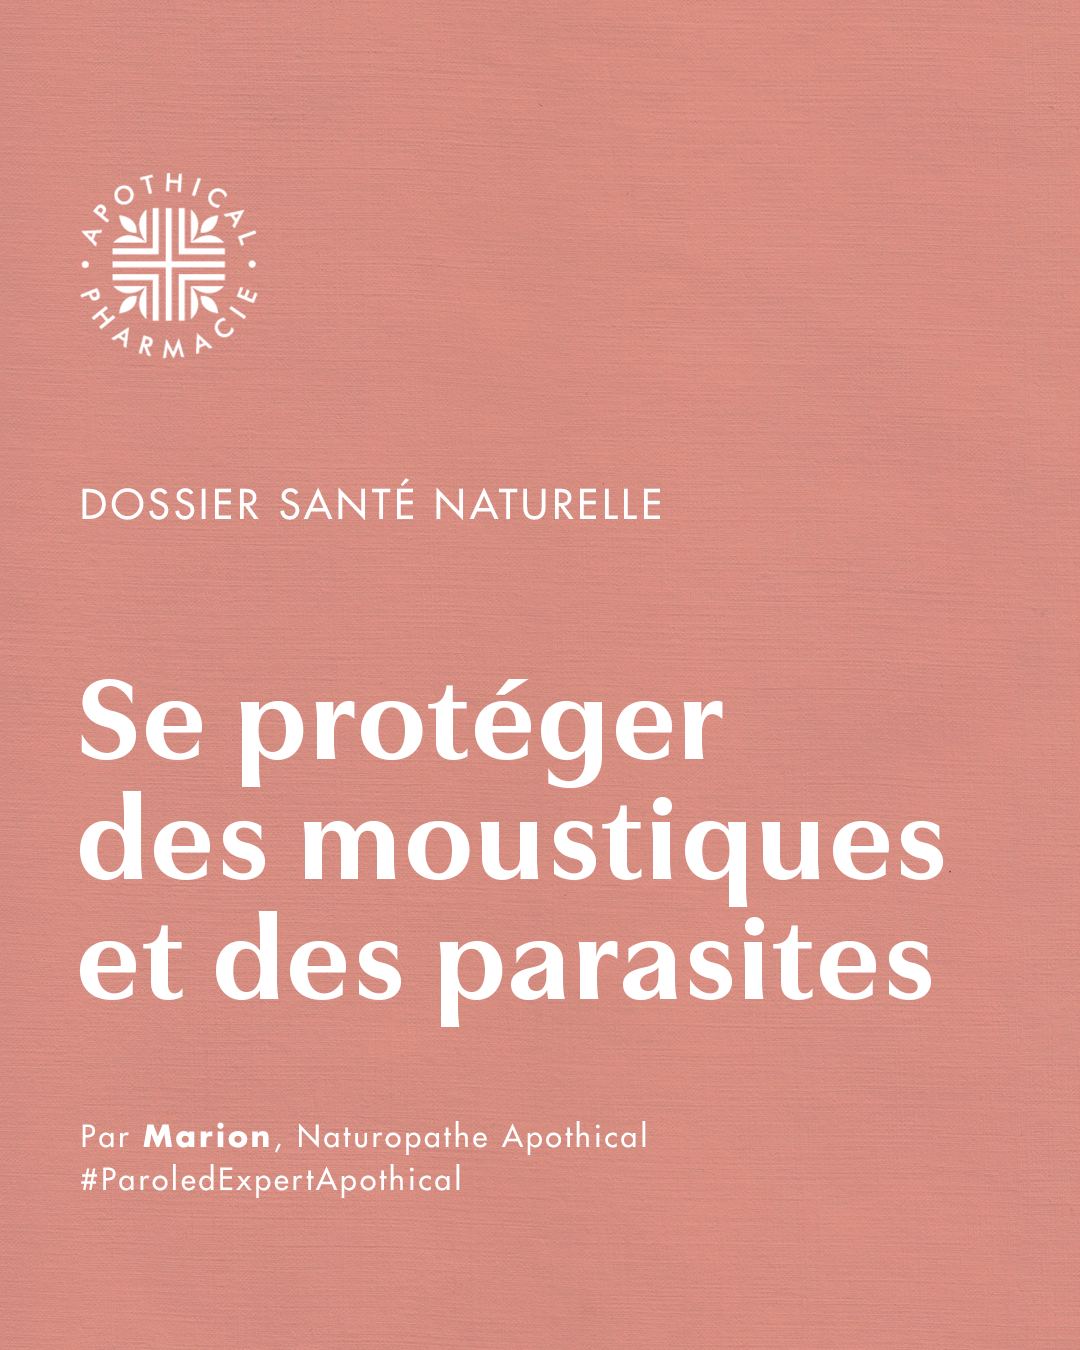 APOTHICAL
PHARMACIE
DOSSIER SANTÉ NATURELLE
Se protéger
des moustiques
et des parasites
Par Marion, Naturopathe Apothical
#ParoledExpertApothical